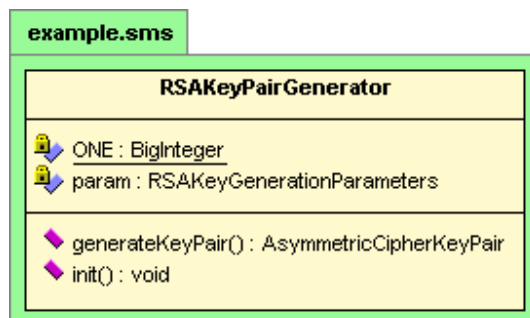 example.sms
RSAKeyPairGenerator
ONE : BigInteger
param : RSAKeyGenerationParameters
generateKeyPair() : AsymmetricCipherKeyPair
init() : void